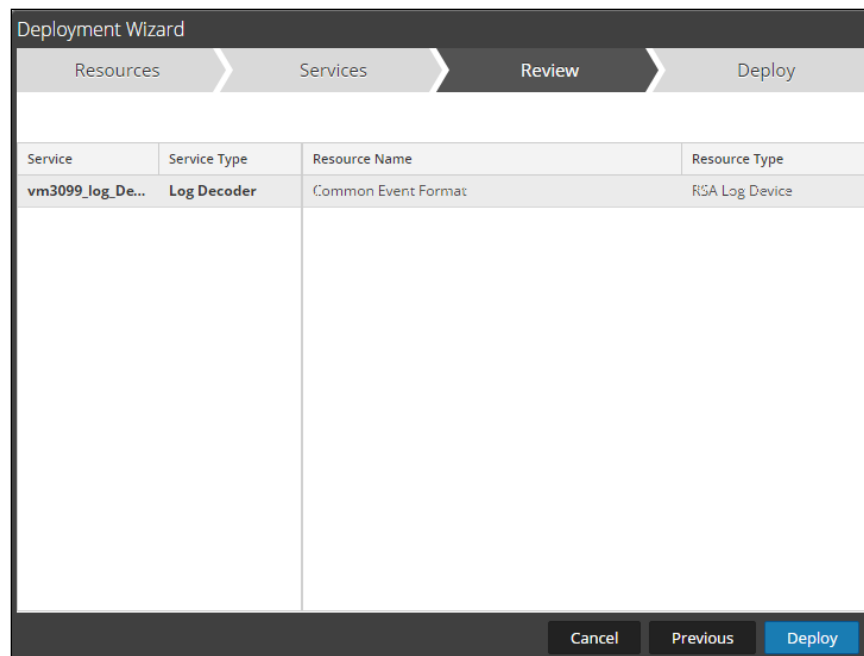 Deployment Wizard
Resources Services Review Deploy
Service Service Type Resource Name Resource Type
vm3099_log_De... Log Decoder Common Event Format RSA Log Device
Cancel Previous Deploy